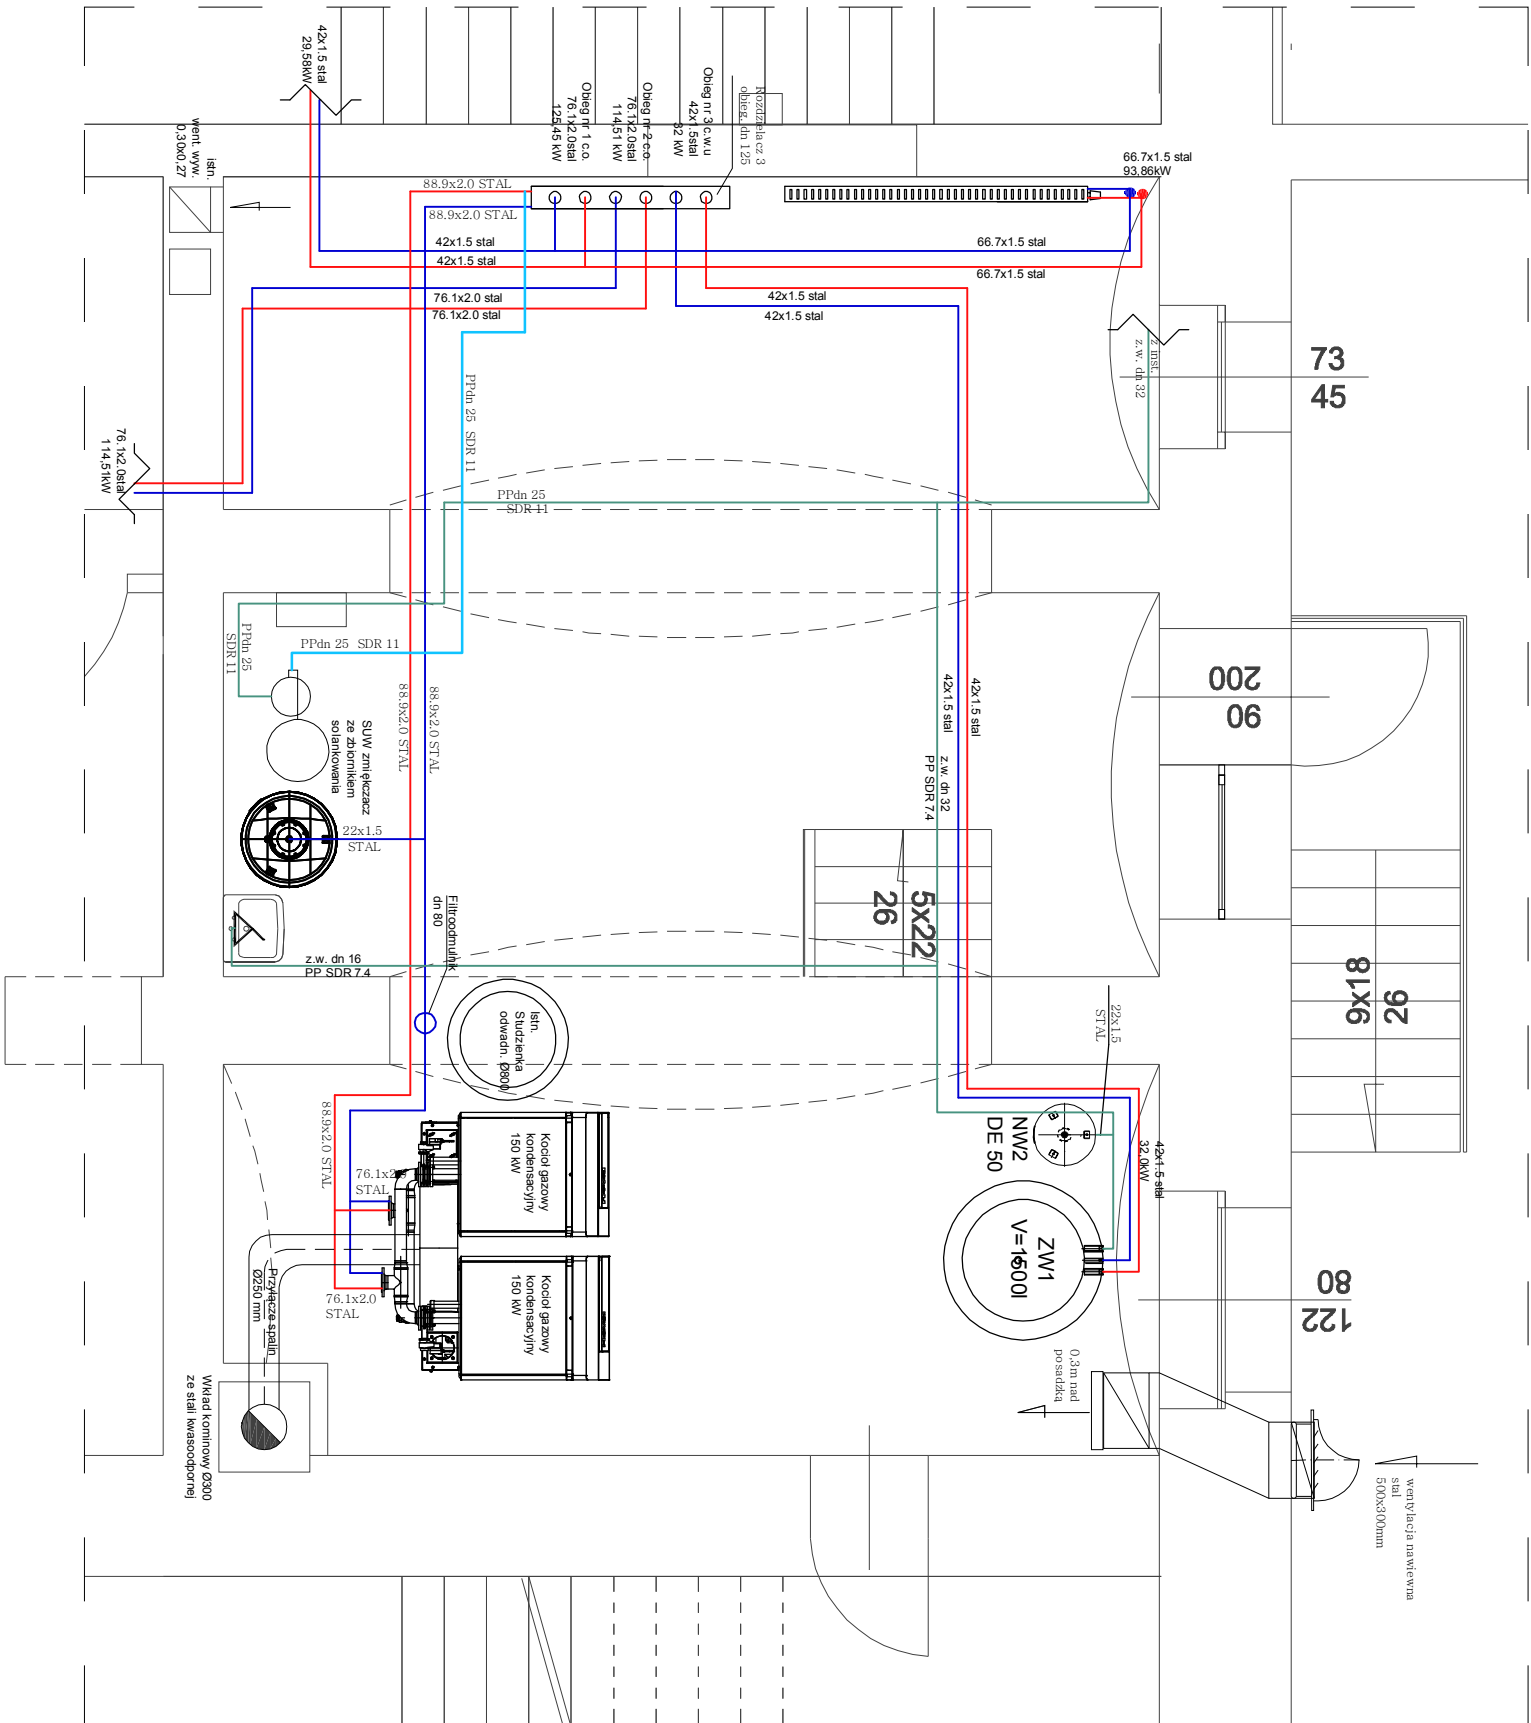 42x1.5 stal
29,58kW
istn.
went. wyw.
0,30x0,27
Obieg nr 1 c.o.
76.1x2.0stal
125,45 kW
Obieg nr 2 c.o.
76.1x2.0stal
114,51 kW
Obieg nr 3 c.w.u
42x1.5stal
32 kW
Rozdzielacz 3
obieg. dn 125
66.7x1.5 stal
93,86kW
88.9x2.0 STAL
88.9x2.0 STAL
42x1.5 stal
42x1.5 stal
66.7x1.5 stal
66.7x1.5 stal
76.1x2.0 stal
76.1x2.0 stal
42x1.5 stal
42x1.5 stal
z inst.
z.w. dn 32
73
45
PPdn 25 SDR 11
76.1x2.0stal
114,51kW
PPdn 25
SDR 11
PPdn 25
SDR 11
PPdn 25 SDR 11
88.9x2.0 STAL
88.9x2.0 STAL
42x1.5 stal
42x1.5 stal
200
90
SUW zmiękczacz
ze zbiornikiem
solankowania
z.w. dn 32
PP SDR 7.4
22x1.5
STAL
5x22
26
Filtroodmulnik
dn 80
z.w. dn 16
PP SDR 7.4
9x18
26
Istn.
Studzienka
odwadn. Ø800
22x1.5
STAL
88.9x2.0 STAL
Kocioł gazowy
kondensacyjny
150 kW
NW2
DE 50
42x1.5 stal
32,0kW
76.1x2.0
STAL
ZW1
V=1500l
Kocioł gazowy
kondensacyjny
150 kW
76.1x2.0
STAL
Przyłącze spalin
Ø250 mm
80
122
0,3m nad
posadzką
Wkład kominowy Ø300
ze stali kwasoodpornej
wentylacja nawiewna
stal
500x300mm